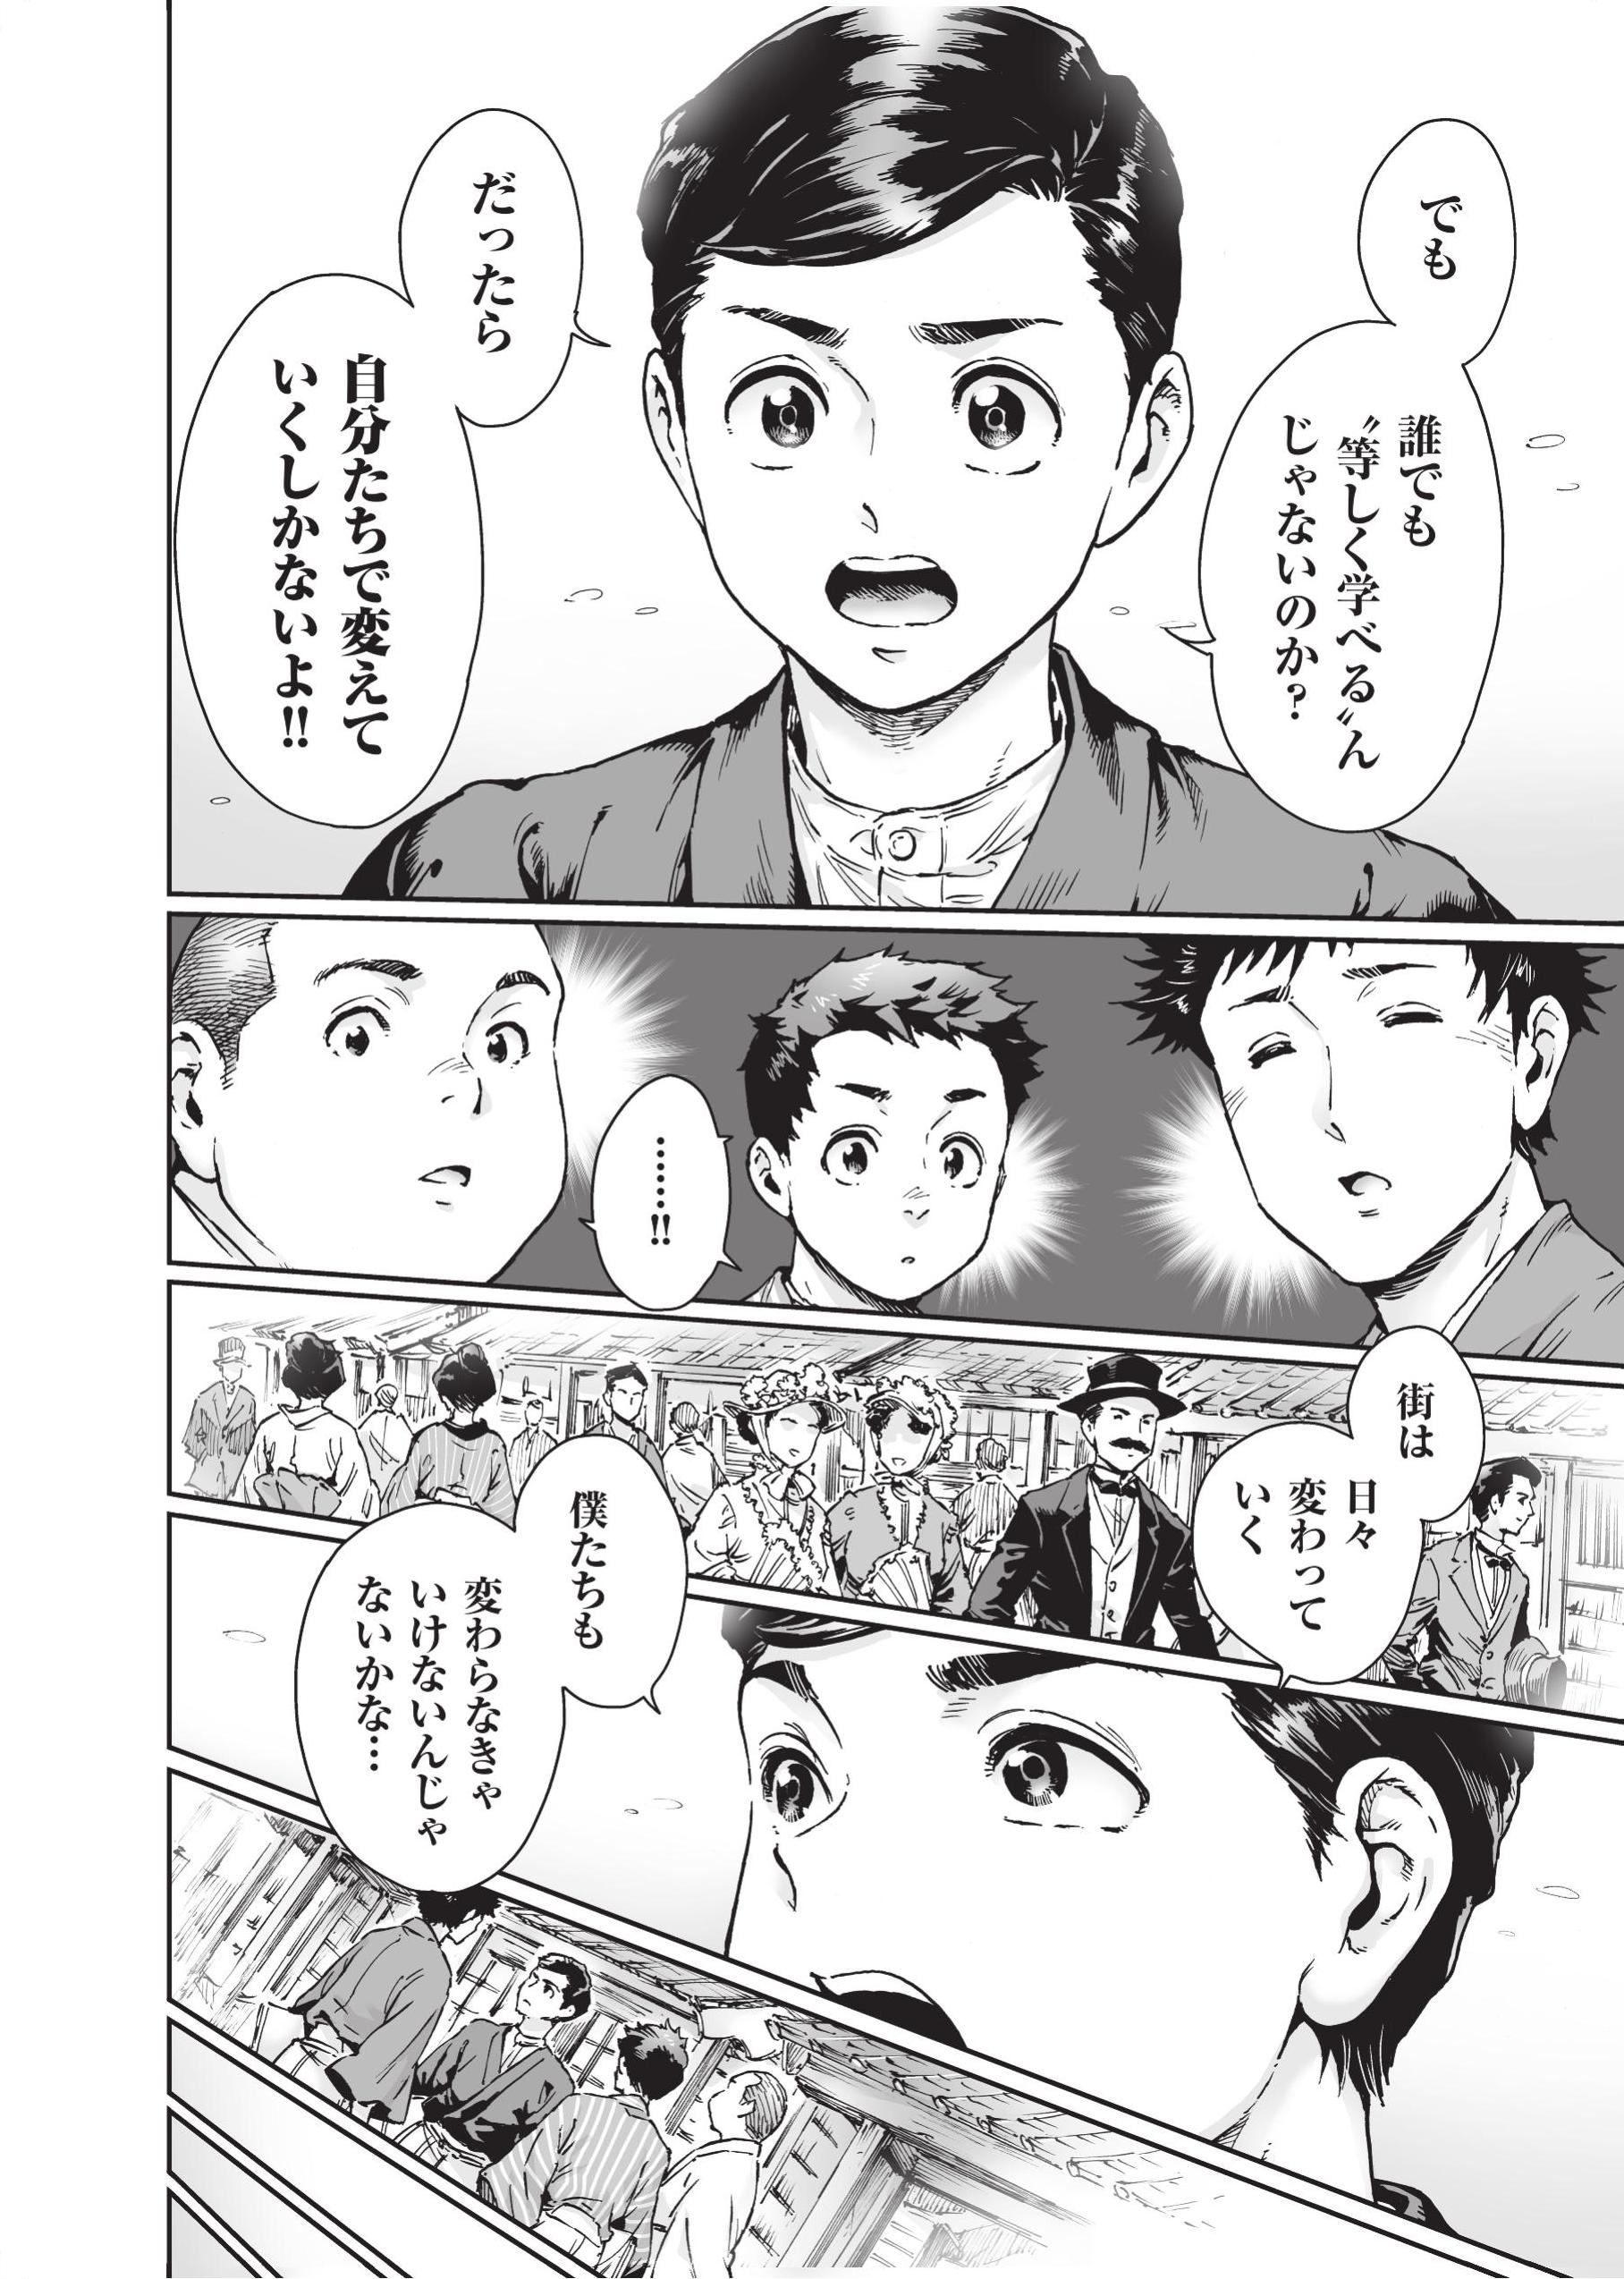 でも
誰でも
〝等しく学べる〟ん
じゃないのか？
だったら
自分たちで変えて
いくしかないよ!!
……!!
街は
日々
変わって
いく
僕たちも
変わらなきゃ
いけないんじゃ
ないかな…